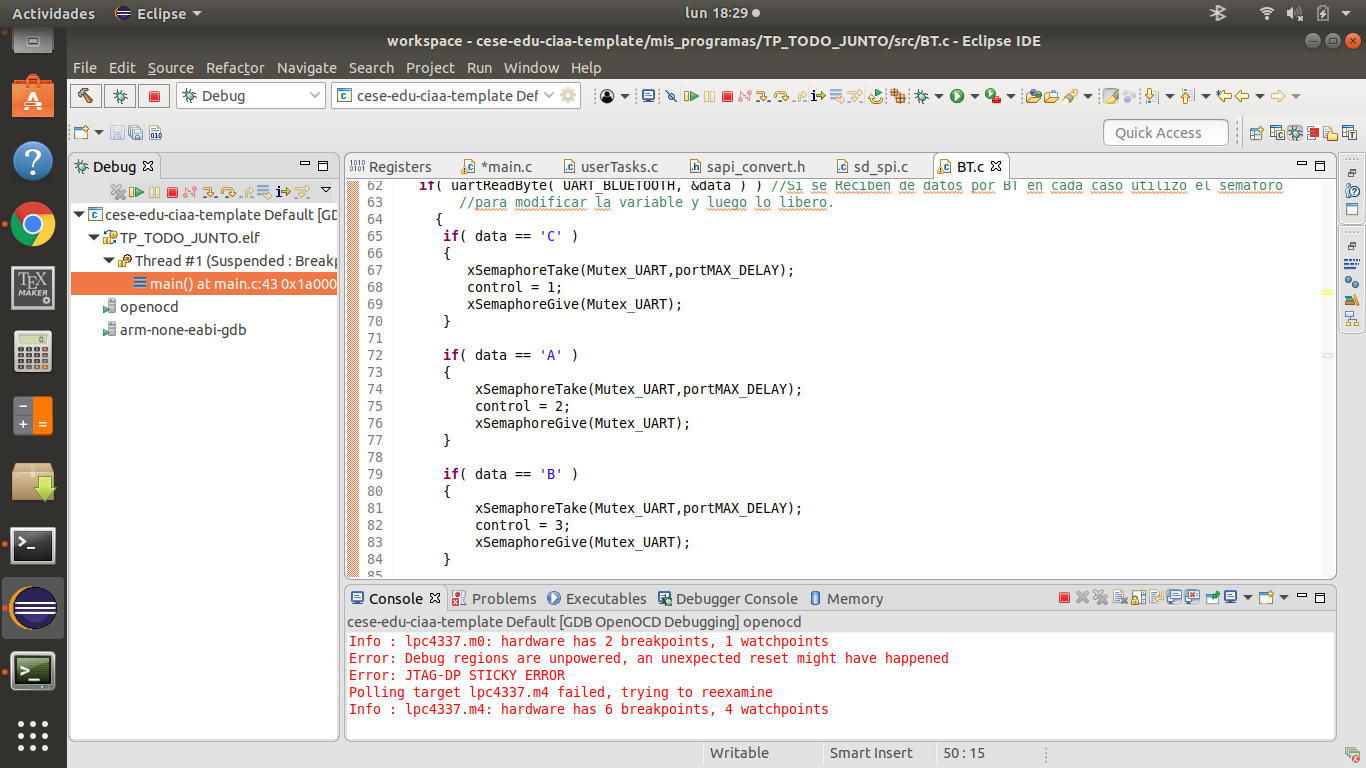 Actividades Eclipse lun 18:29
workspace - cese-edu-ciaa-template/mis_programas/TP_TODO_JUNTO/src/BT.c - Eclipse IDE
File Edit Source Refactor Navigate Search Project Run Window Help
Debug cese-edu-ciaa-template Def
Quick Access
Debug
cese-edu-ciaa-template Default [GD
TP_TODO_JUNTO.elf
Thread #1 (Suspended : Breakp
main() at main.c:43 0x1a000
openocd
arm-none-eabi-gdb
Registers *main.c userTasks.c sapi_convert.h sd_spi.c BT.c
62 if( uartReadByte( UART_BLUETOOTH, &data ) ) //Si se Reciben de datos por BT en cada caso utilizo el semaforo
63 //para modificar la variable y luego lo libero.
64 {
65 if( data == 'C' )
66 {
67 xSemaphoreTake(Mutex_UART,portMAX_DELAY);
68 control = 1;
69 xSemaphoreGive(Mutex_UART);
70 }
71
72 if( data == 'A' )
73 {
74 xSemaphoreTake(Mutex_UART,portMAX_DELAY);
75 control = 2;
76 xSemaphoreGive(Mutex_UART);
77 }
78
79 if( data == 'B' )
80 {
81 xSemaphoreTake(Mutex_UART,portMAX_DELAY);
82 control = 3;
83 xSemaphoreGive(Mutex_UART);
84 }
85
Console Problems Executables Debugger Console Memory
cese-edu-ciaa-template Default [GDB OpenOCD Debugging] openocd
Info : lpc4337.m0: hardware has 2 breakpoints, 1 watchpoints
Error: Debug regions are unpowered, an unexpected reset might have happened
Error: JTAG-DP STICKY ERROR
Polling target lpc4337.m4 failed, trying to reexamine
Info : lpc4337.m4: hardware has 6 breakpoints, 4 watchpoints
Writable Smart Insert 50 : 15
TEX
MAKER